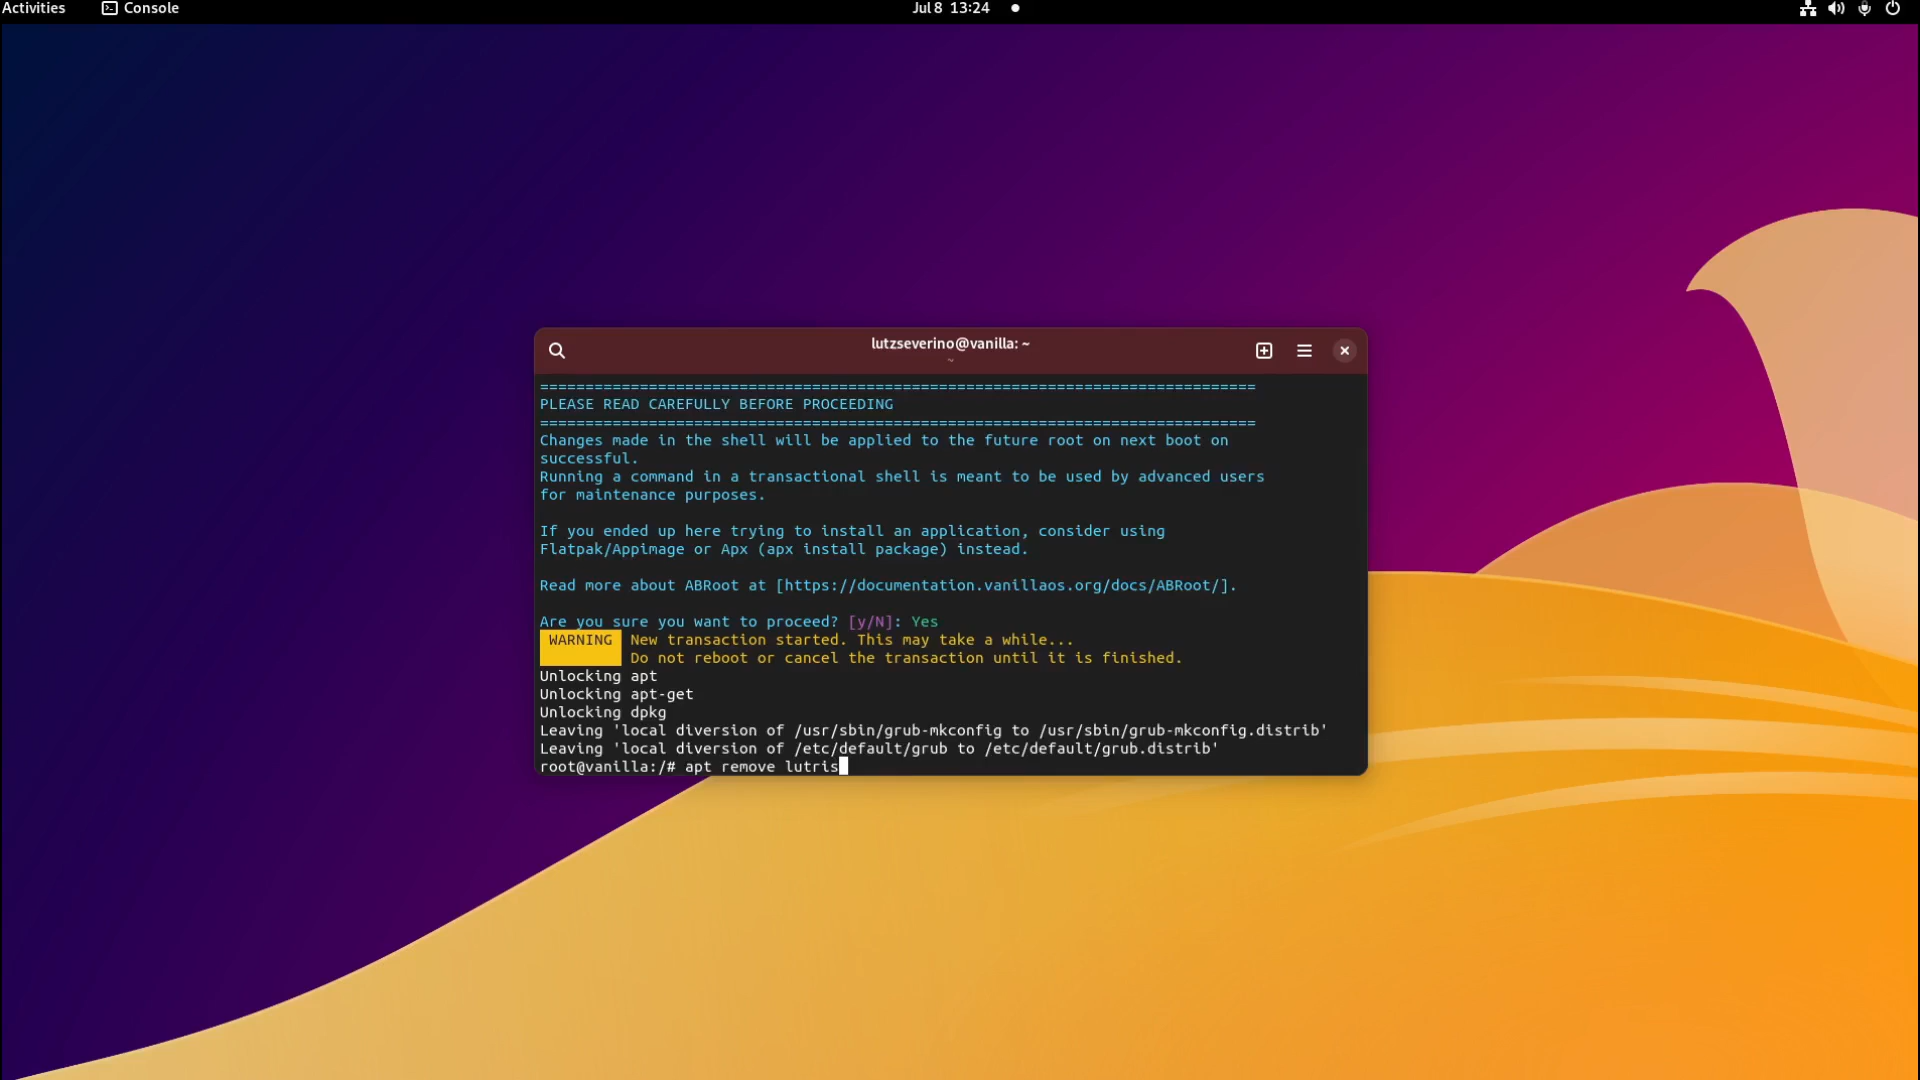 Activities Console Jul 8 13:24
lutzseverino@vanilla: ~
~
===============================================================================
PLEASE READ CAREFULLY BEFORE PROCEEDING
===============================================================================
Changes made in the shell will be applied to the future root on next boot on
successful.
Running a command in a transactional shell is meant to be used by advanced users
for maintenance purposes.
If you ended up here trying to install an application, consider using
Flatpak/Appimage or Apx (apx install package) instead.
Read more about ABRoot at [https://documentation.vanillaos.org/docs/ABRoot/].
Are you sure you want to proceed? [y/N]: Yes
WARNING New transaction started. This may take a while...
Do not reboot or cancel the transaction until it is finished.
Unlocking apt
Unlocking apt-get
Unlocking dpkg
Leaving 'local diversion of /usr/sbin/grub-mkconfig to /usr/sbin/grub-mkconfig.distrib'
Leaving 'local diversion of /etc/default/grub to /etc/default/grub.distrib'
root@vanilla:/# apt remove lutris